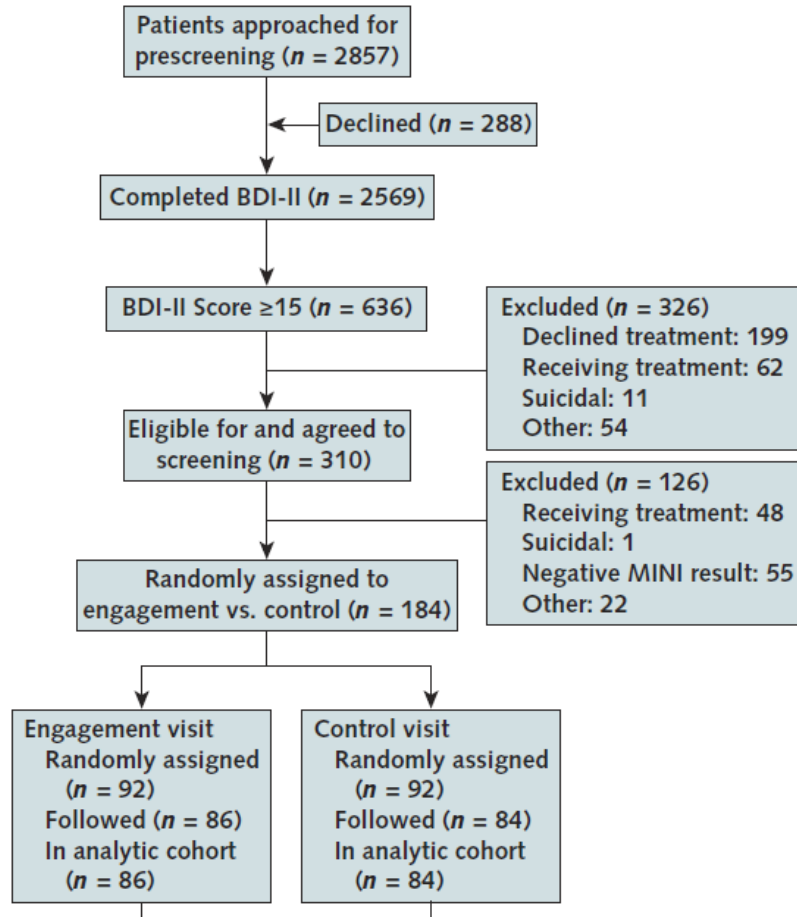 Patients approached for
prescreening (n = 2857)
Declined (n = 288)
Completed BDI-II (n = 2569)
BDI-II Score ≥15 (n = 636)
Excluded (n = 326)
Declined treatment: 199
Receiving treatment: 62
Suicidal: 11
Other: 54
Eligible for and agreed to
screening (n = 310)
Excluded (n = 126)
Receiving treatment: 48
Suicidal: 1
Negative MINI result: 55
Other: 22
Randomly assigned to
engagement vs. control (n = 184)
Engagement visit
Randomly assigned
(n = 92)
Followed (n = 86)
In analytic cohort
(n = 86)
Control visit
Randomly assigned
(n = 92)
Followed (n = 84)
In analytic cohort
(n = 84)